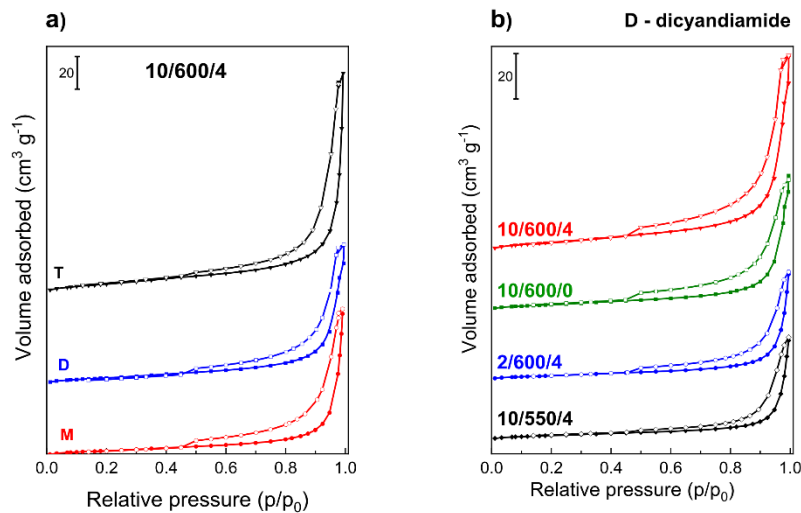 a)
10/600/4
20
T
D
M
Volume adsorbed (cm³ g⁻¹)
0.0 0.2 0.4 0.6 0.8 1.0
Relative pressure (p/p₀)
b)
D - dicyandiamide
20
10/600/4
10/600/0
2/600/4
10/550/4
Volume adsorbed (cm³ g⁻¹)
0.0 0.2 0.4 0.6 0.8 1.0
Relative pressure (p/p₀)